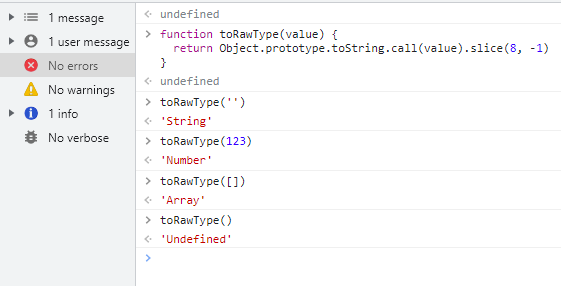 1 message
1 user message
No errors
No warnings
1 info
No verbose
undefined
function toRawType(value) {
  return Object.prototype.toString.call(value).slice(8, -1)
}
undefined
toRawType('')
'String'
toRawType(123)
'Number'
toRawType([])
'Array'
toRawType()
'Undefined'